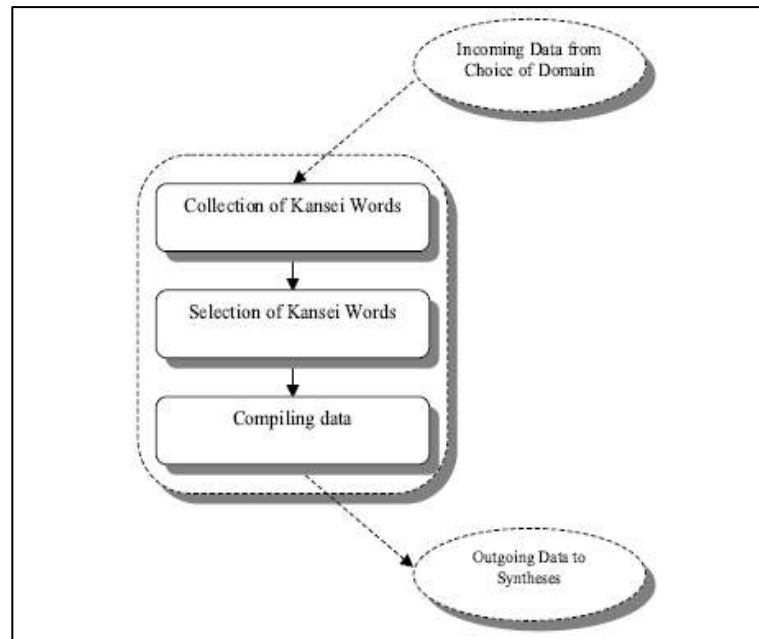 Incoming Data from
Choice of Domain
Collection of Kansei Words
Selection of Kansei Words
Compiling data
Outgoing Data to
Syntheses